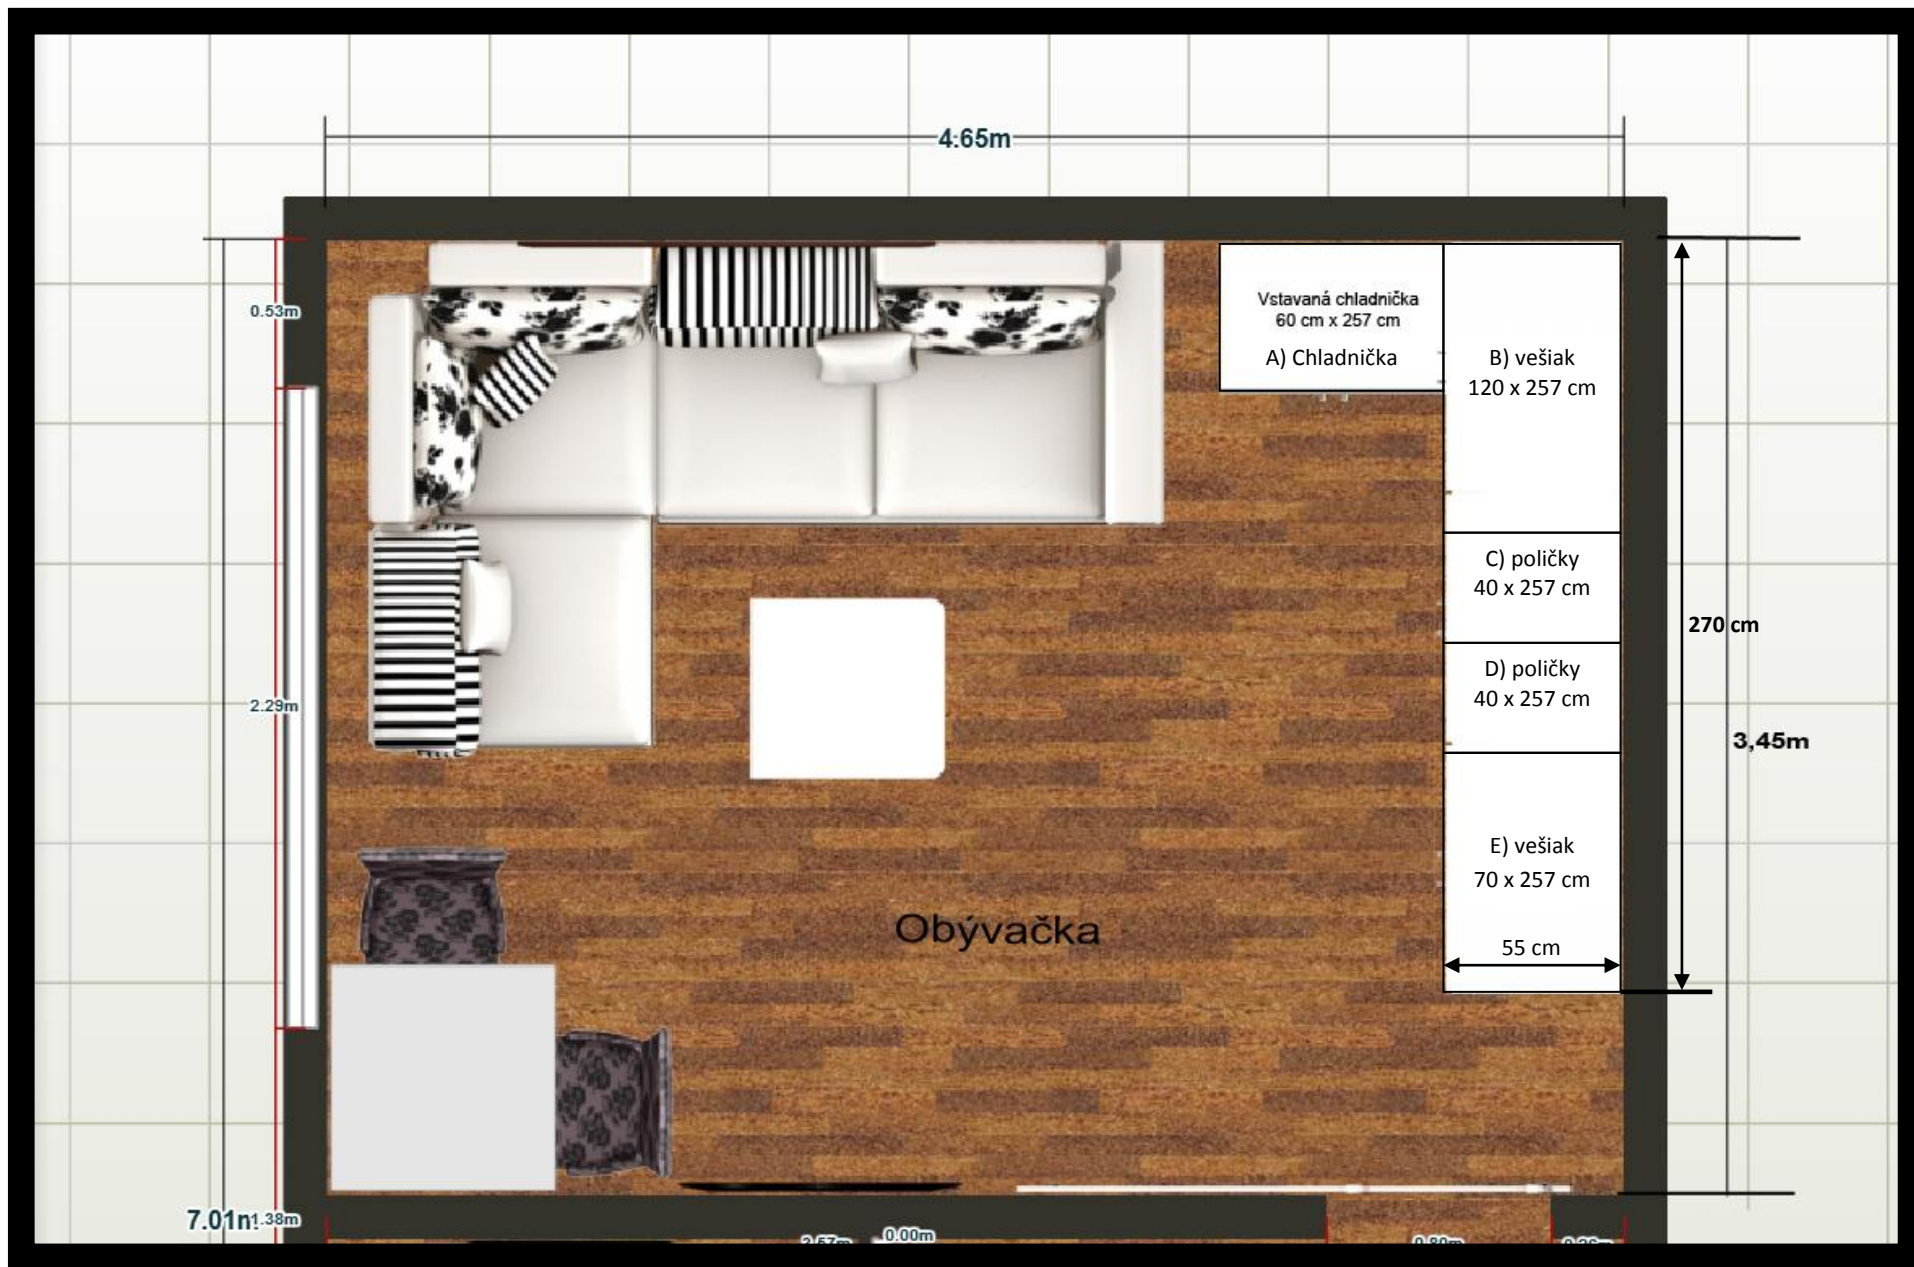 4.65m
0.53m
Vstavaná chladnička
60 cm x 257 cm
A) Chladnička
B) vešiak
120 x 257 cm
C) poličky
40 x 257 cm
270 cm
D) poličky
40 x 257 cm
2.29m
3,45m
E) vešiak
70 x 257 cm
Obývačka
55 cm
7.01m
1.38m
0.00m